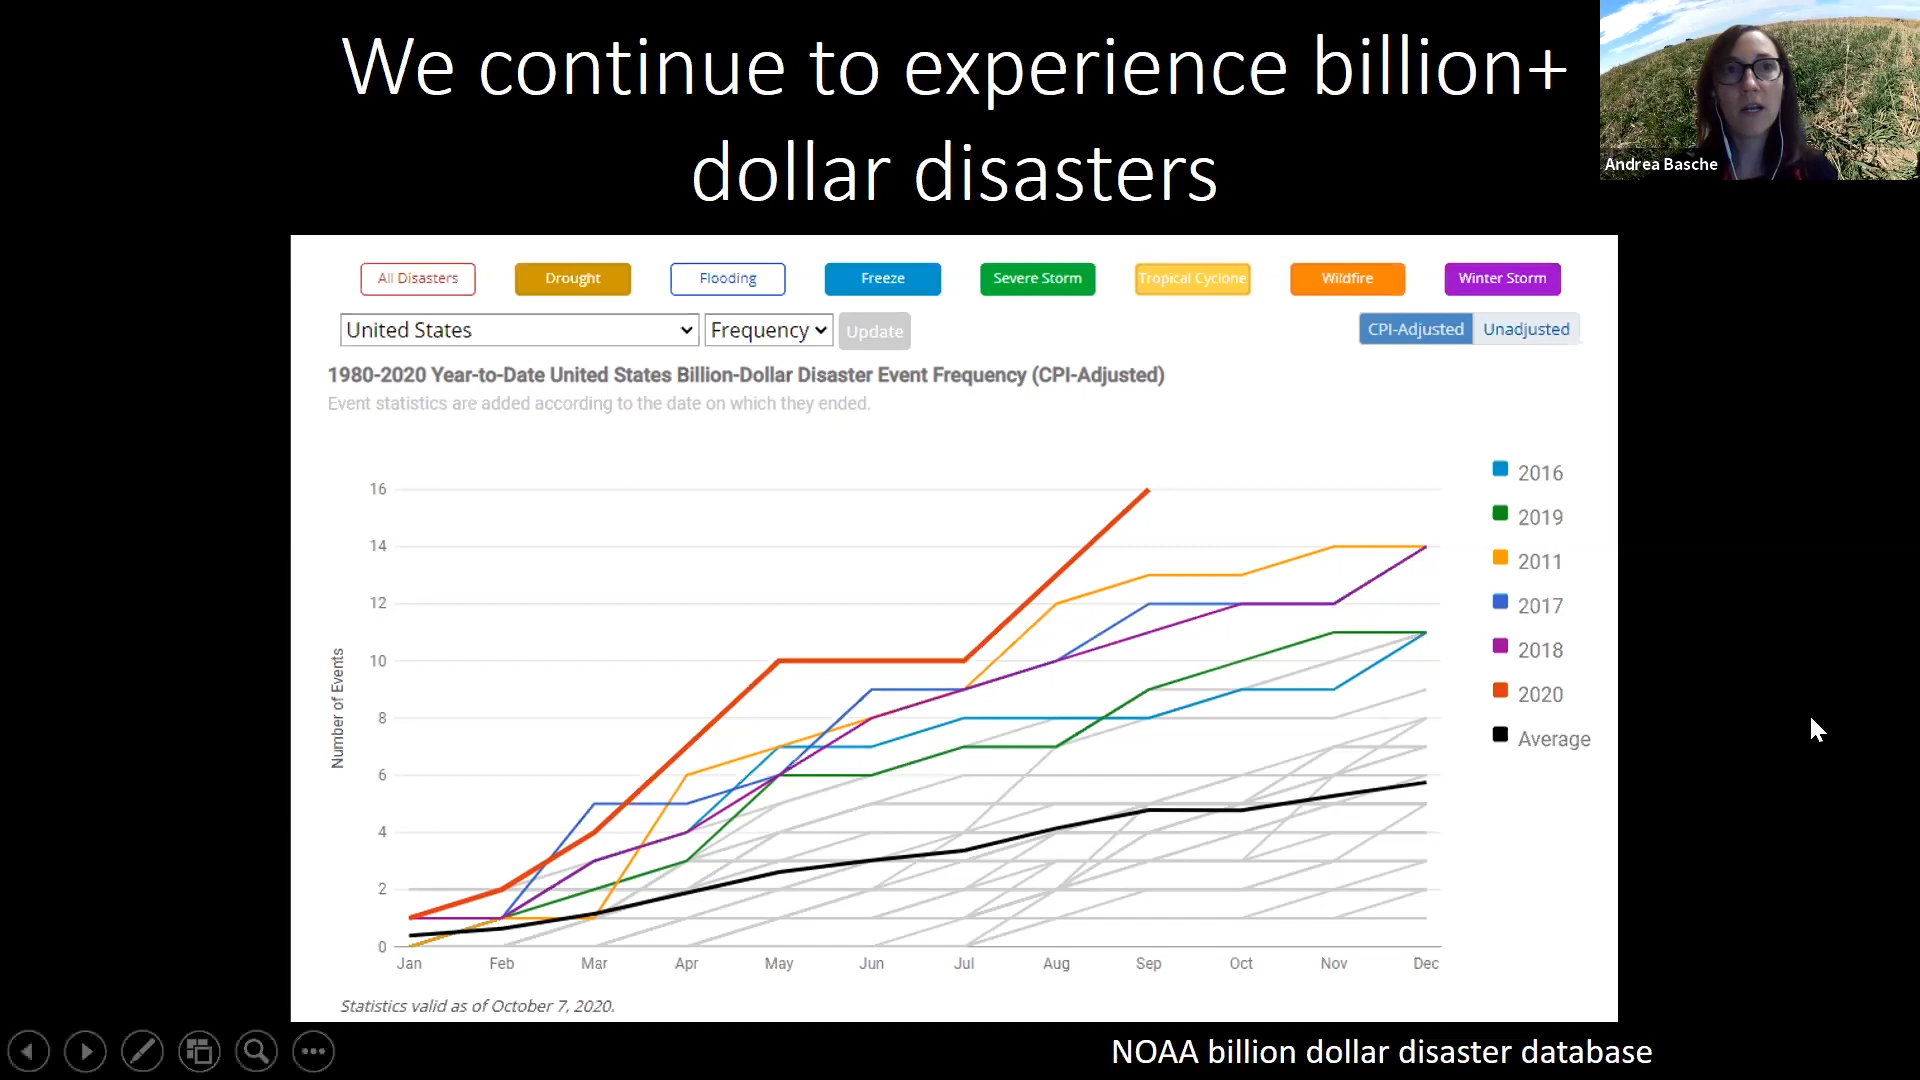 We continue to experience billion+
dollar disasters
Andrea Basche
All Disasters Drought Flooding Freeze Severe Storm Tropical Cyclone Wildfire Winter Storm
United States Frequency Update CPI-Adjusted Unadjusted
1980-2020 Year-to-Date United States Billion-Dollar Disaster Event Frequency (CPI-Adjusted)
Event statistics are added according to the date on which they ended.
Number of Events
16
14
12
10
8
6
4
2
0
Jan Feb Mar Apr May Jun Jul Aug Sep Oct Nov Dec
2016
2019
2011
2017
2018
2020
Average
Statistics valid as of October 7, 2020.
NOAA billion dollar disaster database